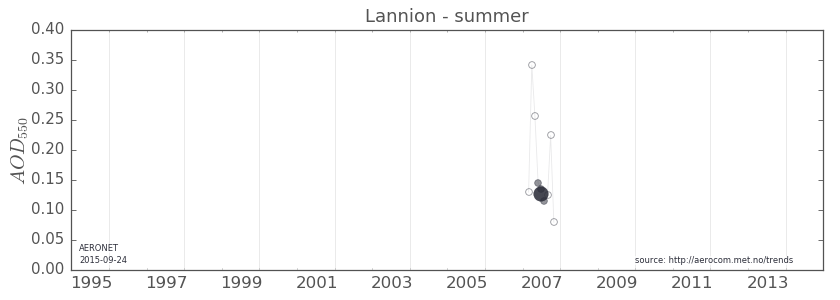 Lannion - summer
0.40
0.35
0.30
0.25
0.20
0.15
0.10
0.05
0.00
AOD550
AERONET
2015-09-24
source: http://aerocom.met.no/trends
1995 1997 1999 2001 2003 2005 2007 2009 2011 2013